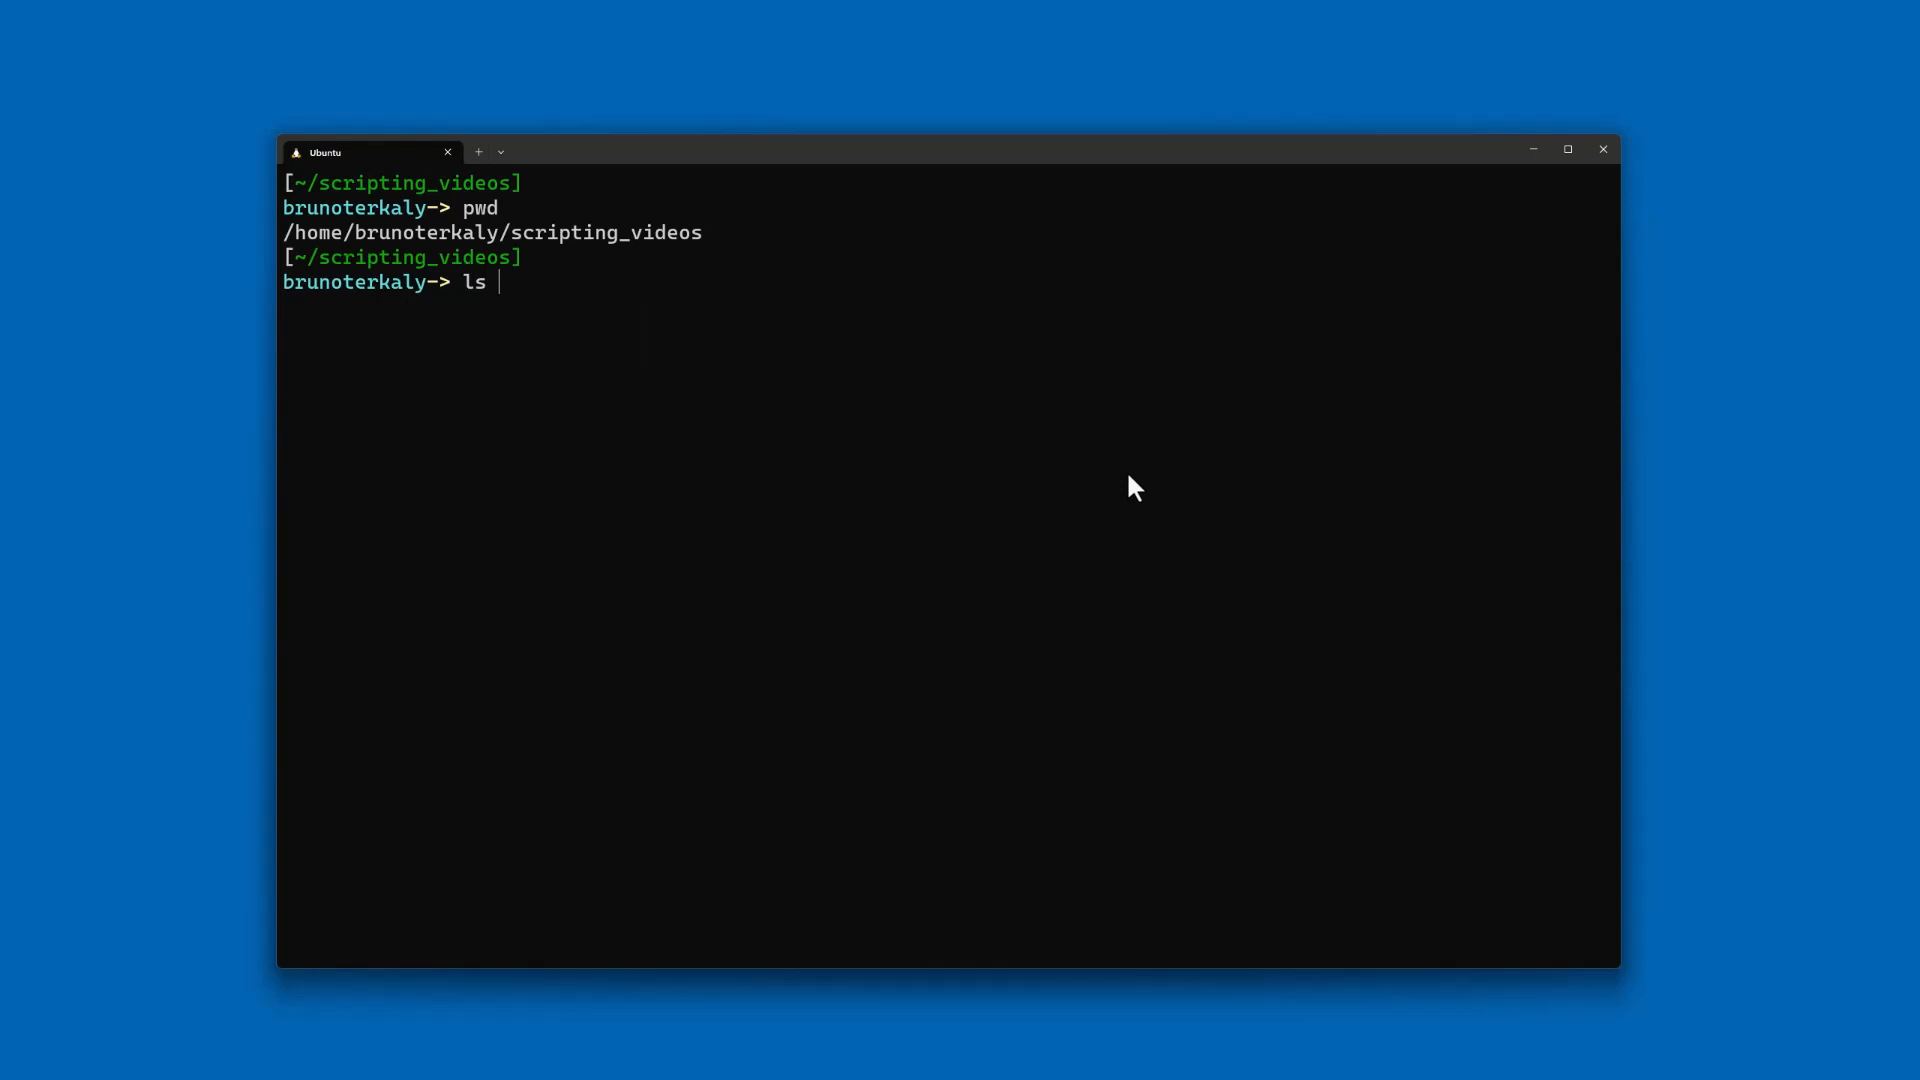 Ubuntu
[~/scripting_videos]
brunoterkaly-> pwd
/home/brunoterkaly/scripting_videos
[~/scripting_videos]
brunoterkaly-> ls